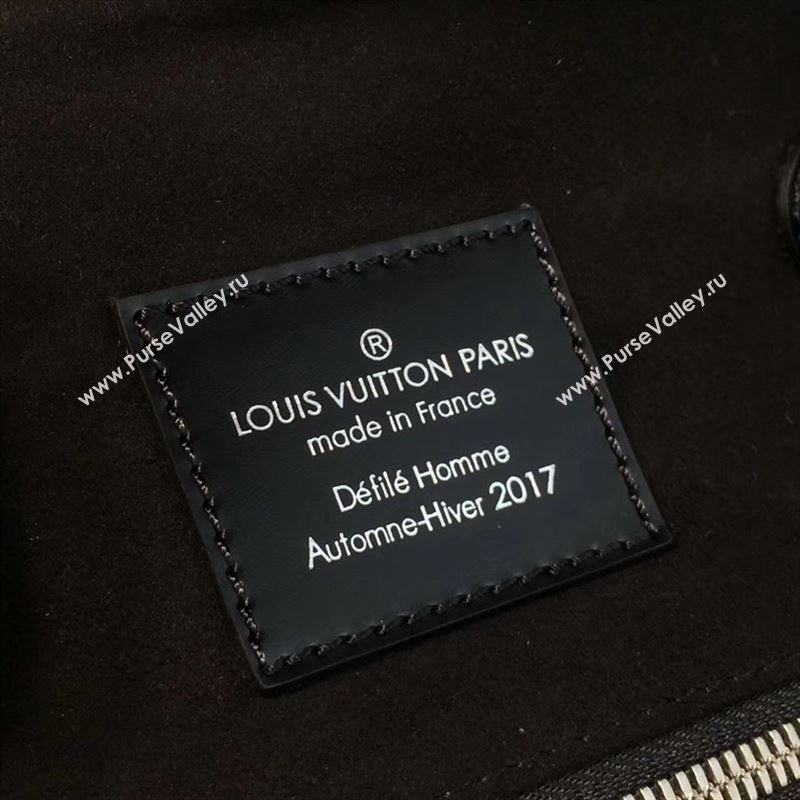 ®
LOUIS VUITTON PARIS
made in France
Défilé Homme
Automne-Hiver 2017
www.PurseValley.ru
www.PurseValley.ru